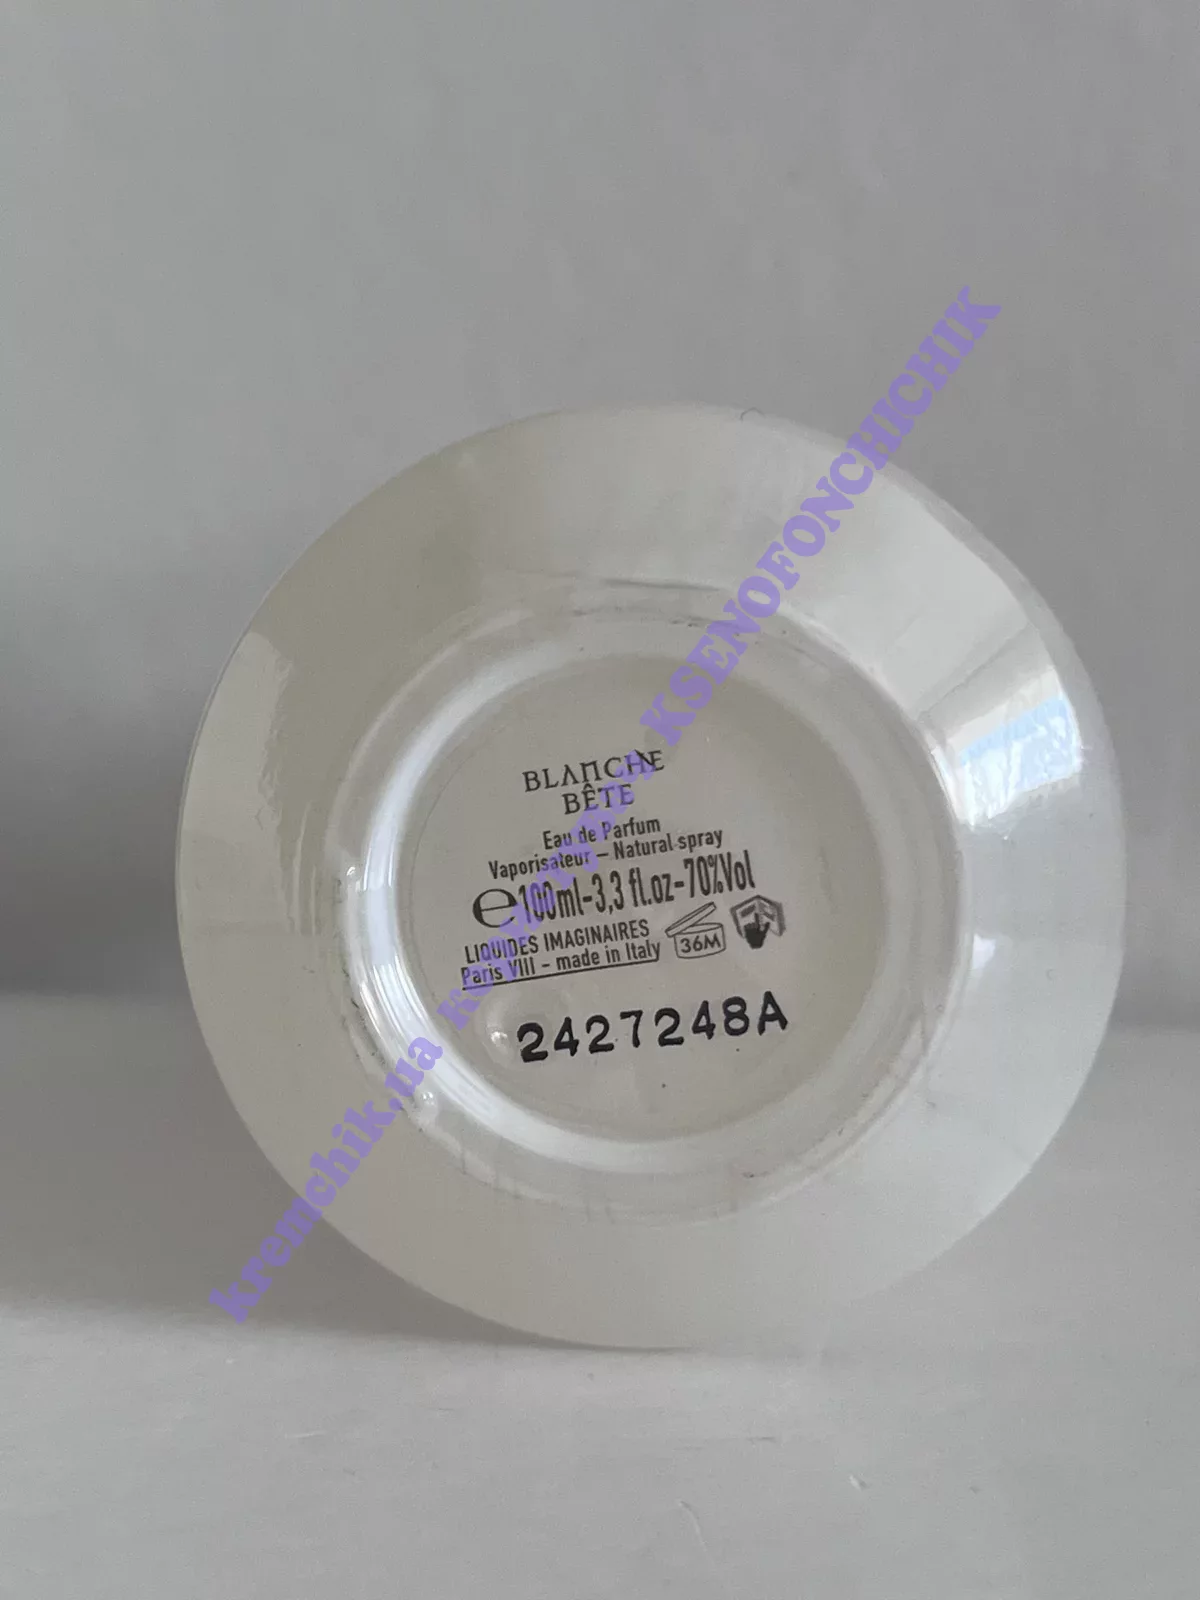 BLANCHE
BÊTE
Eau de Parfum
Vaporisateur – Natural spray
℮100ml-3,3 fl.oz-70%Vol
LIQUIDES IMAGINAIRES
Paris VIII – made in Italy
36M
2427248A
kremchik.ua KSENOFONCHICHIK